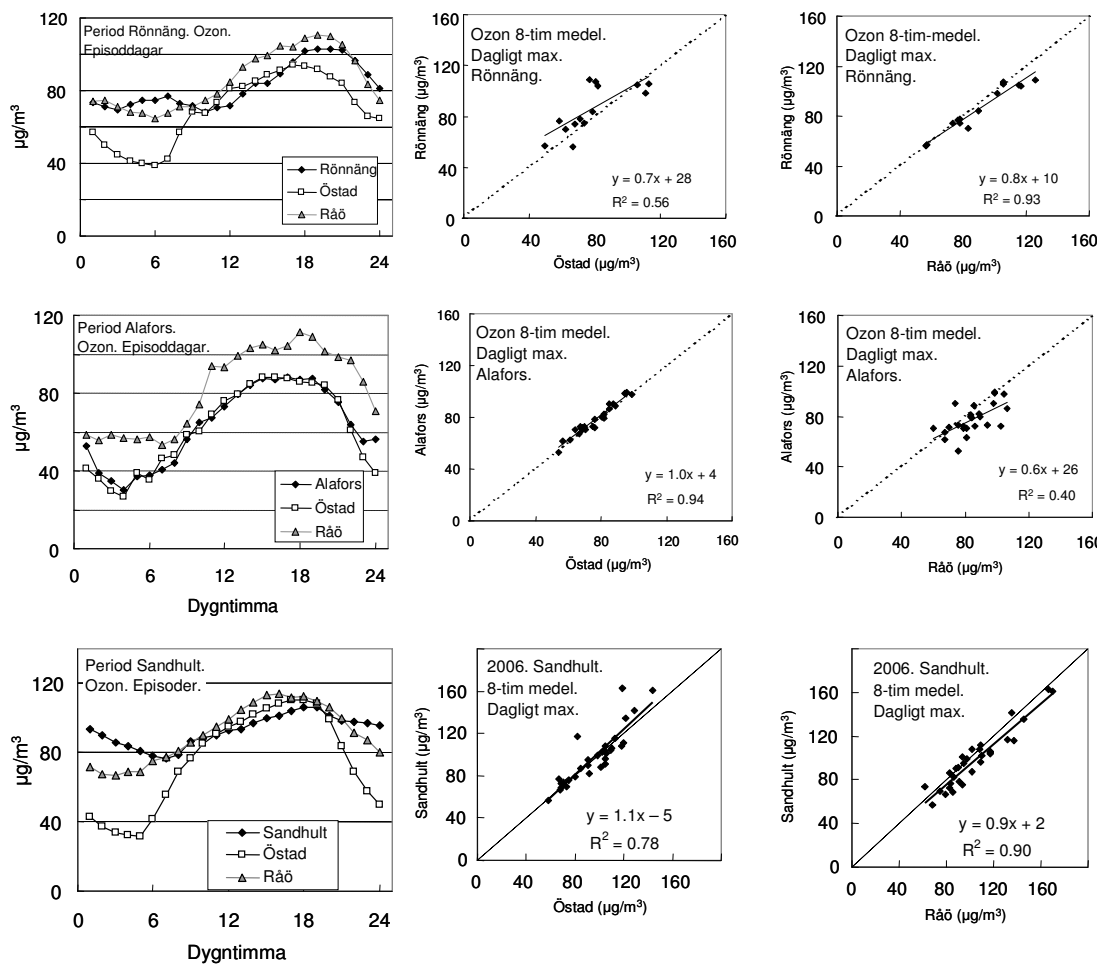 Period Rönnäng. Ozon.
Episoddagar
120
100
80
60
40
20
0
µg/m³
0
6
12
18
24
Rönnäng
Östad
Råö
Ozon 8-tim medel.
Dagligt max.
Rönnäng.
Rönnäng (µg/m³)
160
120
80
40
0
y = 0.7x + 28
R² = 0.56
0
40
80
120
160
Östad (µg/m³)
Ozon 8-tim-medel.
Dagligt max.
Rönnäng.
Rönnäng (µg/m³)
160
120
80
40
0
y = 0.8x + 10
R² = 0.93
0
40
80
120
160
Råö (µg/m³)
Period Alafors.
Ozon. Episoddagar.
120
80
40
0
µg/m³
Alafors
Östad
Råö
0
6
12
18
24
Dygntimma
Ozon 8-tim medel.
Dagligt max.
Alafors.
Alafors (µg/m³)
160
120
80
40
0
y = 1.0x + 4
R² = 0.94
0
40
80
120
160
Östad (µg/m³)
Ozon 8-tim medel.
Dagligt max.
Alafors.
Alafors (µg/m³)
160
120
80
40
0
y = 0.6x + 26
R² = 0.40
0
40
80
120
160
Råö (µg/m³)
Period Sandhult.
Ozon. Episoder.
120
80
40
0
µg/m³
Sandhult
Östad
Råö
0
6
12
18
24
Dygntimma
2006. Sandhult.
8-tim medel.
Dagligt max.
Sandhult (µg/m³)
160
120
80
40
0
y = 1.1x – 5
R² = 0.78
0
40
80
120
160
Östad (µg/m³)
2006. Sandhult.
8-tim medel.
Dagligt max.
Sandhult (µg/m³)
160
120
80
40
0
y = 0.9x + 2
R² = 0.90
0
40
80
120
160
Råö (µg/m³)